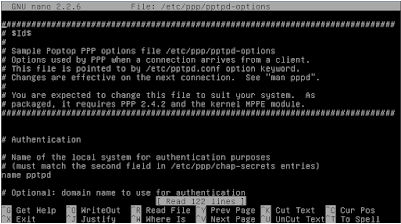 GNU nano 2.2.6 File: /etc/ppp/pptpd-options
###############################################################################
# $Id$
#
# Sample Poptop PPP options file /etc/ppp/pptpd-options
# Options used by PPP when a connection arrives from a client.
# This file is pointed to by /etc/pptpd.conf option keyword.
# Changes are effective on the next connection. See "man pppd".
#
# You are expected to change this file to suit your system. As
# packaged, it requires PPP 2.4.2 and the kernel MPPE module.
###############################################################################
# Authentication
# Name of the local system for authentication purposes
# (must match the second field in /etc/ppp/chap-secrets entries)
name pptpd
# Optional: domain name to use for authentication
[ Read 122 lines ]
^G Get Help ^O WriteOut ^R Read File ^Y Prev Page ^K Cut Text ^C Cur Pos
^X Exit ^J Justify ^W Where Is ^V Next Page ^U UnCut Text ^T To Spell